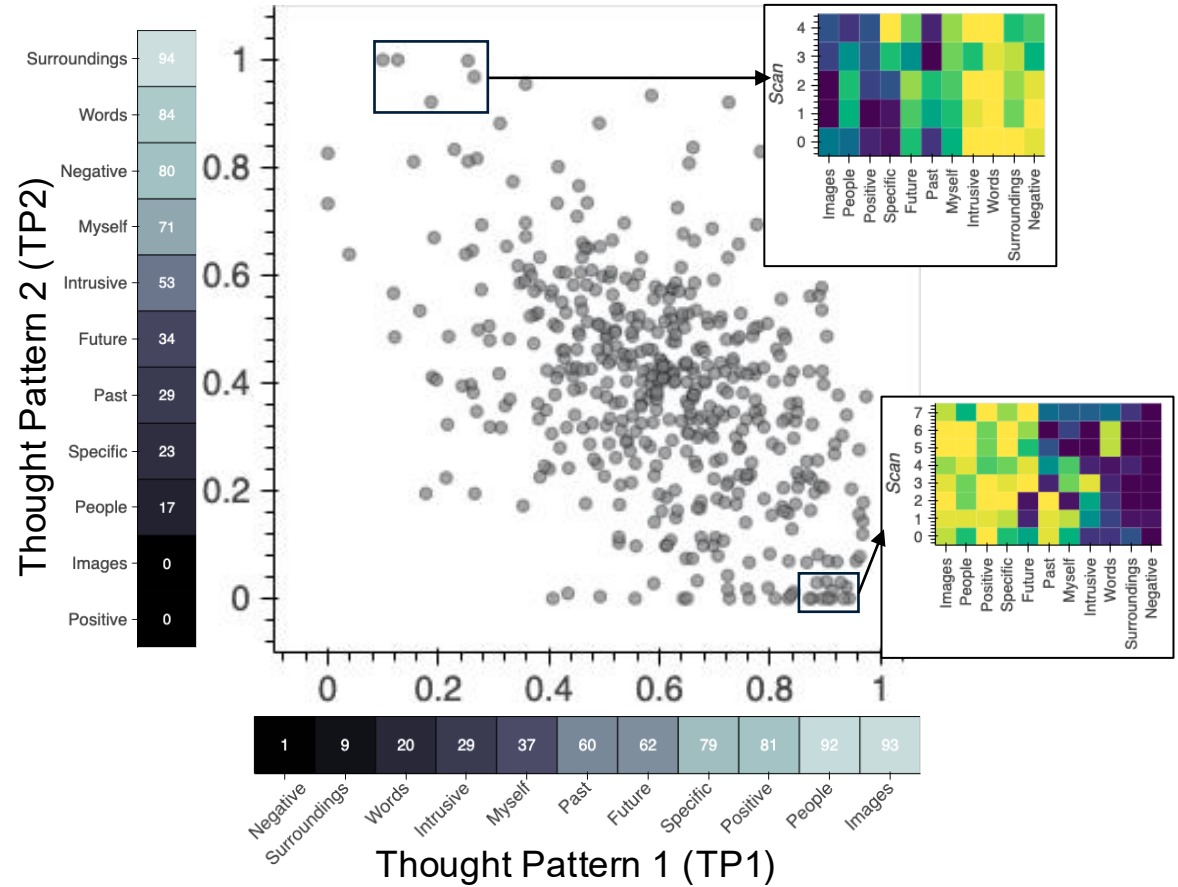 Thought Pattern 2 (TP2)
Surroundings 94
Words 84
Negative 80
Myself 71
Intrusive 53
Future 34
Past 29
Specific 23
People 17
Images 0
Positive 0
1
0.8
0.6
0.4
0.2
0
0 0.2 0.4 0.6 0.8 1
Scan
4
3
2
1
0
Images People Positive Specific Future Past Myself Intrusive Words Surroundings Negative
Scan
7
6
5
4
3
2
1
0
Images People Positive Specific Future Past Myself Intrusive Words Surroundings Negative
1 9 20 29 37 60 62 79 81 92 93
Negative Surroundings Words Intrusive Myself Past Future Specific Positive People Images
Thought Pattern 1 (TP1)